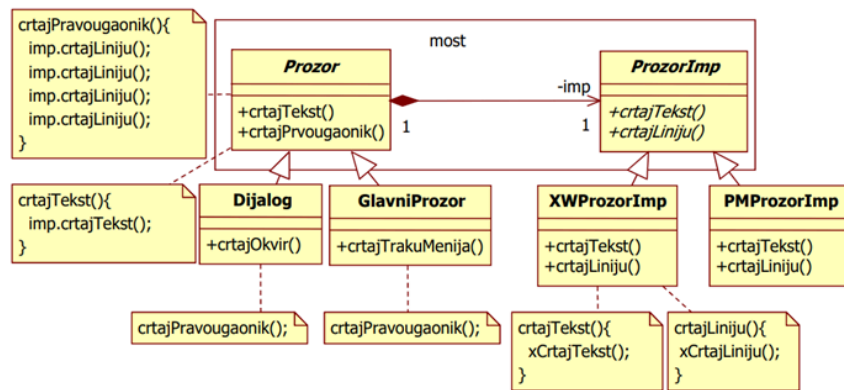 crtajPravougaonik(){
imp.crtajLiniju();
imp.crtajLiniju();
imp.crtajLiniju();
imp.crtajLiniju();
}
most
Prozor
+crtajTekst()
+crtajPrvougaonik()
1
-imp
1
ProzorImp
+crtajTekst()
+crtajLiniju()
crtajTekst(){
imp.crtajTekst();
}
Dijalog
+crtajOkvir()
GlavniProzor
+crtajTrakuMenija()
XWProzorImp
+crtajTekst()
+crtajLiniju()
PMProzorImp
+crtajTekst()
+crtajLiniju()
crtajPravougaonik();
crtajPravougaonik();
crtajTekst(){
xCrtajTekst();
}
crtajLiniju(){
xCrtajLiniju();
}